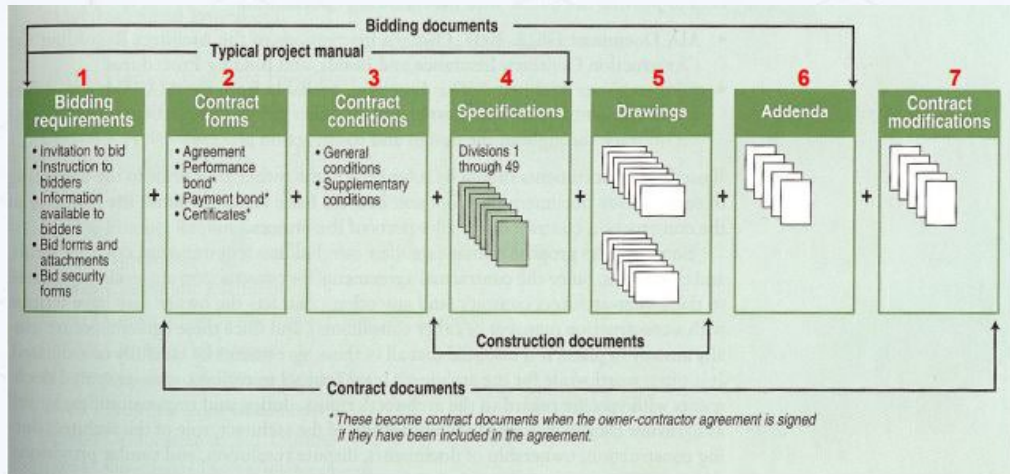 Bidding documents
Typical project manual
1
2
3
4
5
6
7
Bidding
requirements
• Invitation to bid
• Instruction to
bidders
• Information
available to
bidders
• Bid forms and
attachments
• Bid security
forms
+
Contract
forms
• Agreement
• Performance
bond*
• Payment bond*
• Certificates*
+
Contract
conditions
• General
conditions
• Supplementary
conditions
+
Specifications
Divisions 1
through 49
+
Drawings
+
Addenda
+
Contract
modifications
Construction documents
Contract documents
*These become contract documents when the owner-contractor agreement is signed
if they have been included in the agreement.